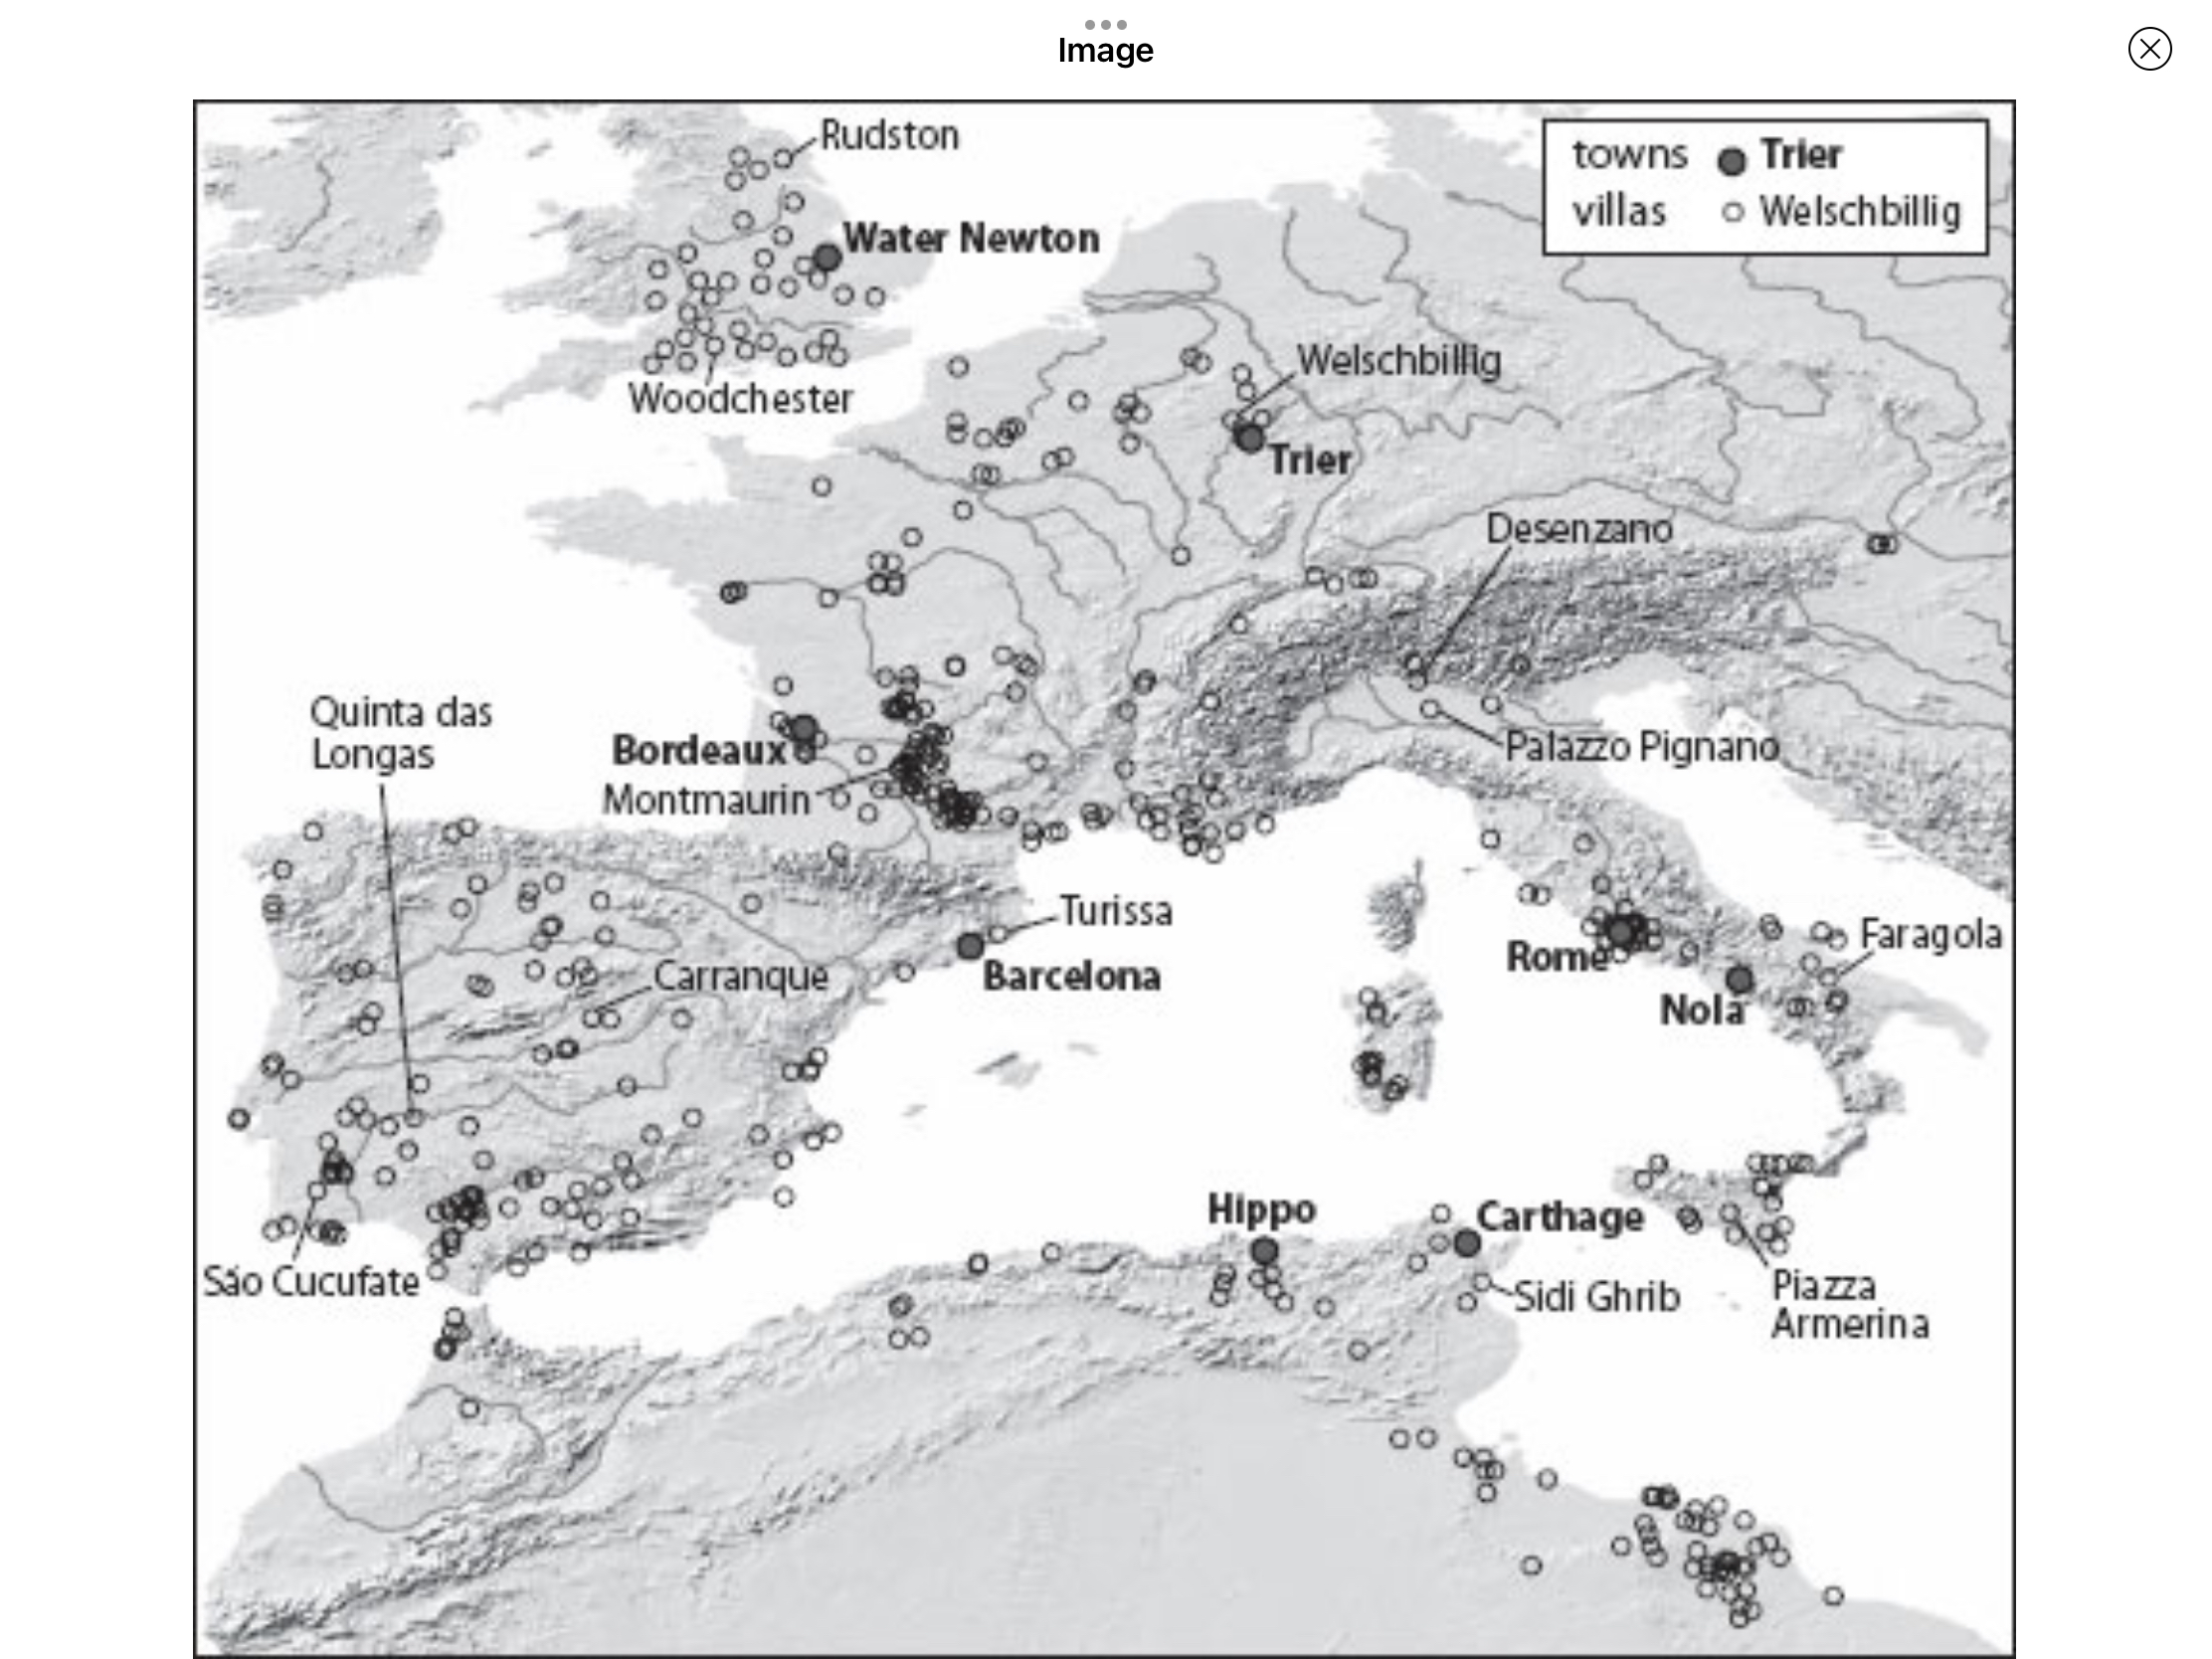 Image
Rudston
towns Trier
villas Welschbillig
Water Newton
Welschbillig
Woodchester
Trier
Desenzano
Quinta das
Longas
Bordeaux
Palazzo Pignano
Montmaurin
Turissa
Faragola
Rome
Carranque
Barcelona
Nola
Hippo
Carthage
São Cucufate
Sidi Ghrib
Piazza
Armerina